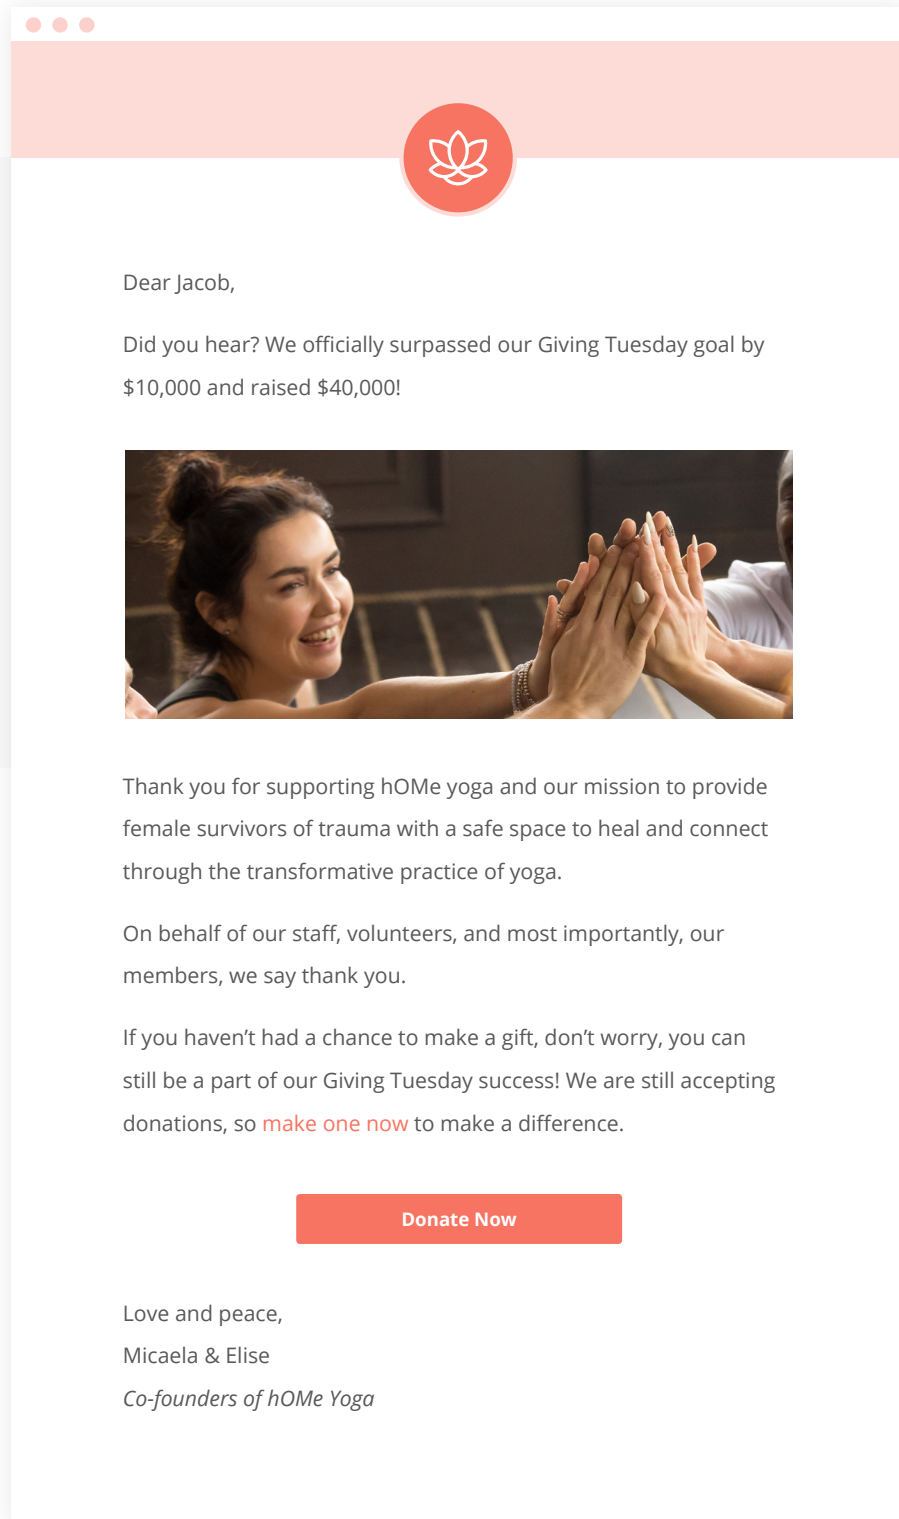 Dear Jacob,
Did you hear? We officially surpassed our Giving Tuesday goal by
$10,000 and raised $40,000!
Thank you for supporting hOMe yoga and our mission to provide
female survivors of trauma with a safe space to heal and connect
through the transformative practice of yoga.
On behalf of our staff, volunteers, and most importantly, our
members, we say thank you.
If you haven’t had a chance to make a gift, don’t worry, you can
still be a part of our Giving Tuesday success! We are still accepting
donations, so make one now to make a difference.
Donate Now
Love and peace,
Micaela & Elise
Co-founders of hOMe Yoga